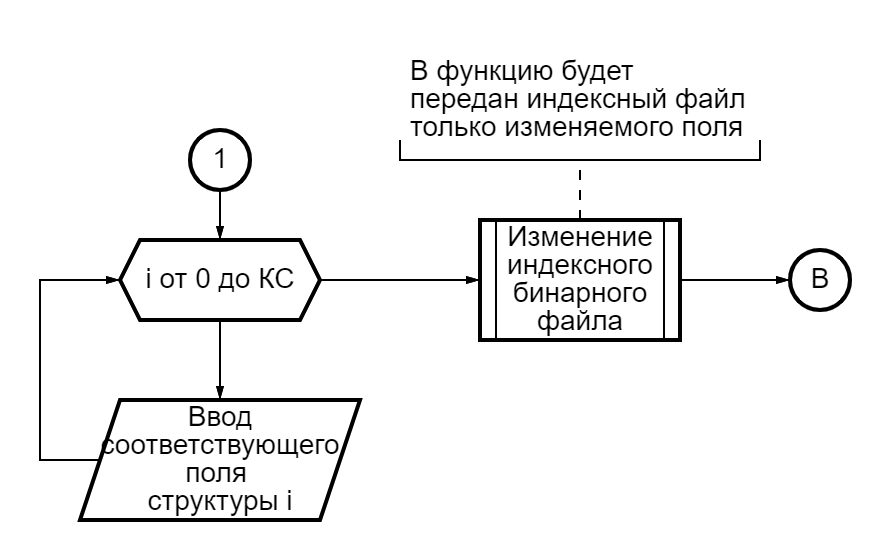 В функцию будет
передан индексный файл
только изменяемого поля
1
i от 0 до КС
Изменение
индексного
бинарного
файла
В
Ввод
соответствующего
поля
структуры i